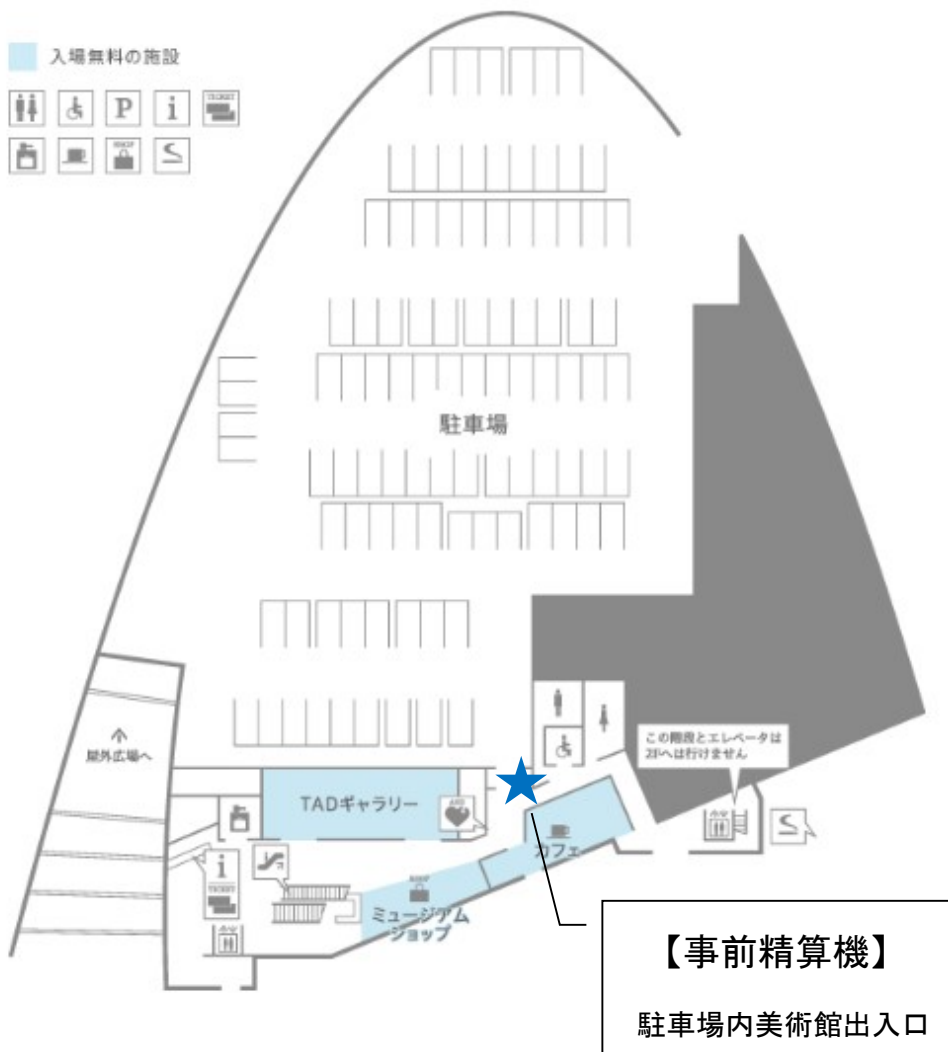 入場無料の施設
P
i
TICKET
SHOP
駐車場
屋外広場へ
この階段とエレベータは
2Fへは行けません
TADギャラリー
AED
カフェ
i
TICKET
SHOP
ミュージアム
ショップ
【事前精算機】
駐車場内美術館出入口